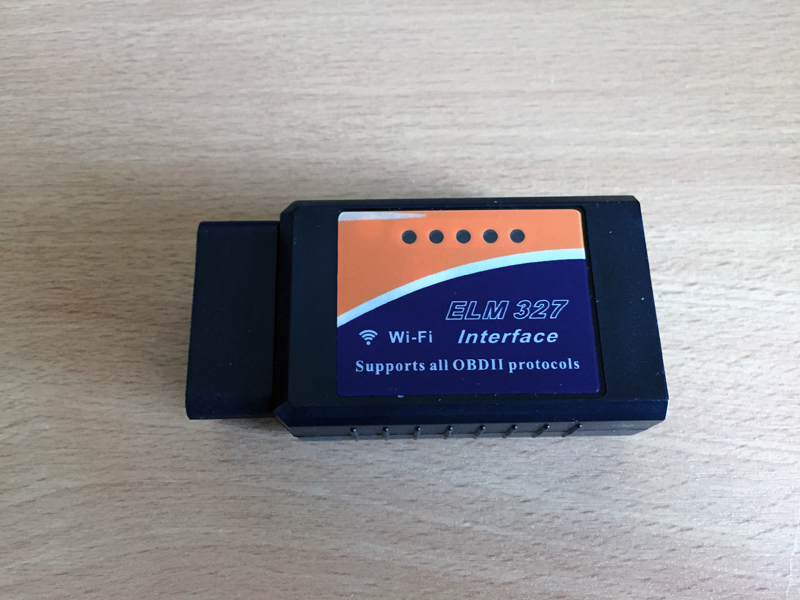 ELM 327
Wi-Fi Interface
Supports all OBDII protocols